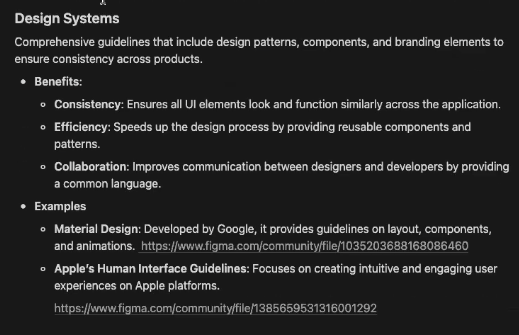 Design Systems
Comprehensive guidelines that include design patterns, components, and branding elements to
ensure consistency across products.
• Benefits:
◦ Consistency: Ensures all UI elements look and function similarly across the application.
◦ Efficiency: Speeds up the design process by providing reusable components and
patterns.
◦ Collaboration: Improves communication between designers and developers by providing
a common language.
• Examples
◦ Material Design: Developed by Google, it provides guidelines on layout, components,
and animations. https://www.figma.com/community/file/1035203688168086460
◦ Apple's Human Interface Guidelines: Focuses on creating intuitive and engaging user
experiences on Apple platforms.
https://www.figma.com/community/file/1385659531316001292